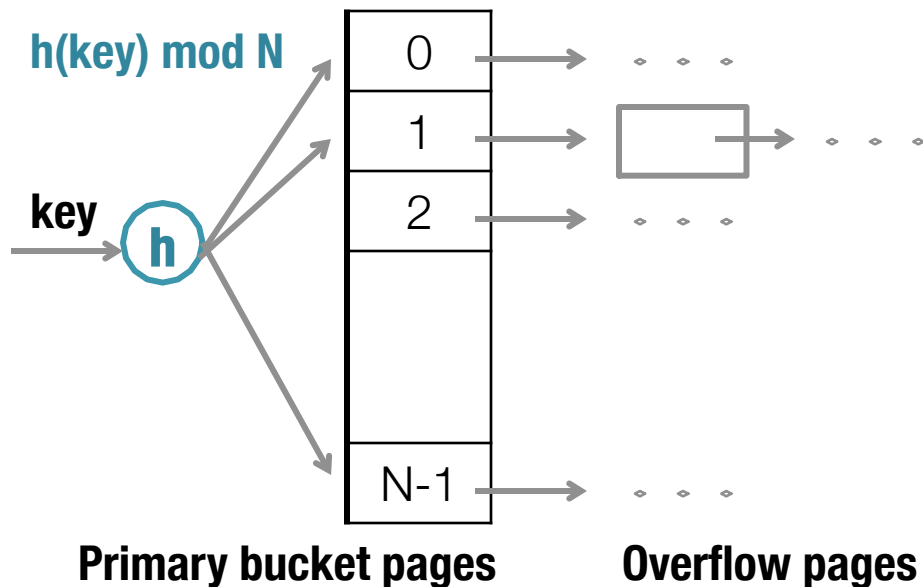 h(key) mod N
0
1
key
2
h
N-1
Primary bucket pages
Overflow pages